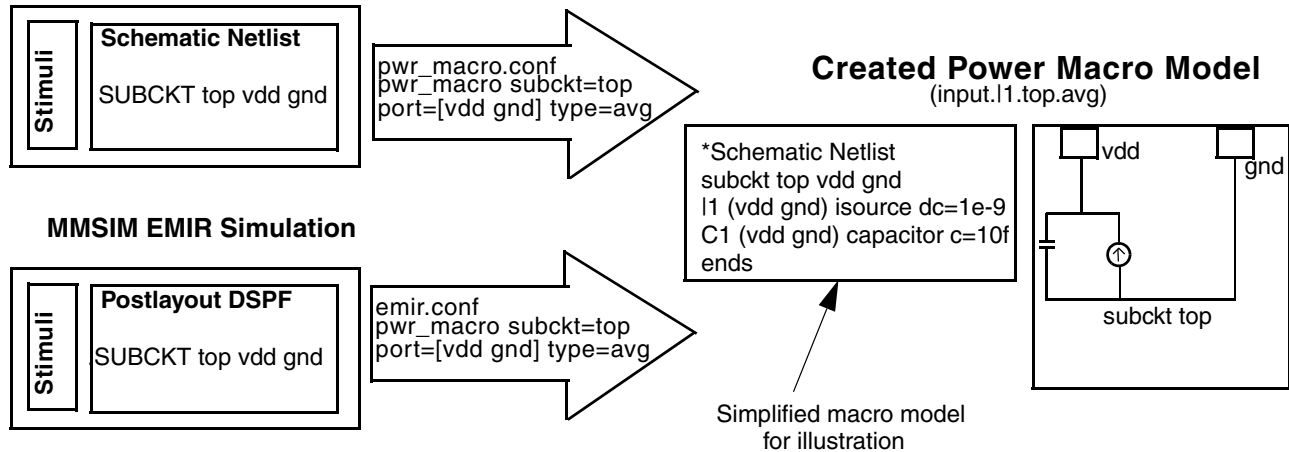 Stimuli
Schematic Netlist
SUBCKT top vdd gnd
pwr_macro.conf
pwr_macro subckt=top
port=[vdd gnd] type=avg
MMSIM EMIR Simulation
Stimuli
Postlayout DSPF
.SUBCKT top vdd gnd
emir.conf
pwr_macro subckt=top
port=[vdd gnd] type=avg
Created Power Macro Model
(input.I1.top.avg)
*Schematic Netlist
subckt top vdd gnd
I1 (vdd gnd) isource dc=1e-9
C1 (vdd gnd) capacitor c=10f
ends
vdd
gnd
subckt top
Simplified macro model
for illustration